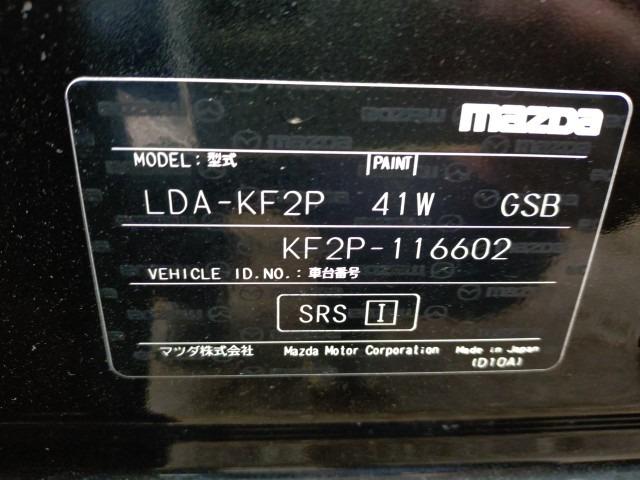 mazda
MODEL:型式 PAINT
LDA-KF2P 41W GSB
KF2P-116602
VEHICLE ID.NO.:車台番号
SRS I
マツダ株式会社 Mazda Motor Corporation Made in Japan
(D10A)